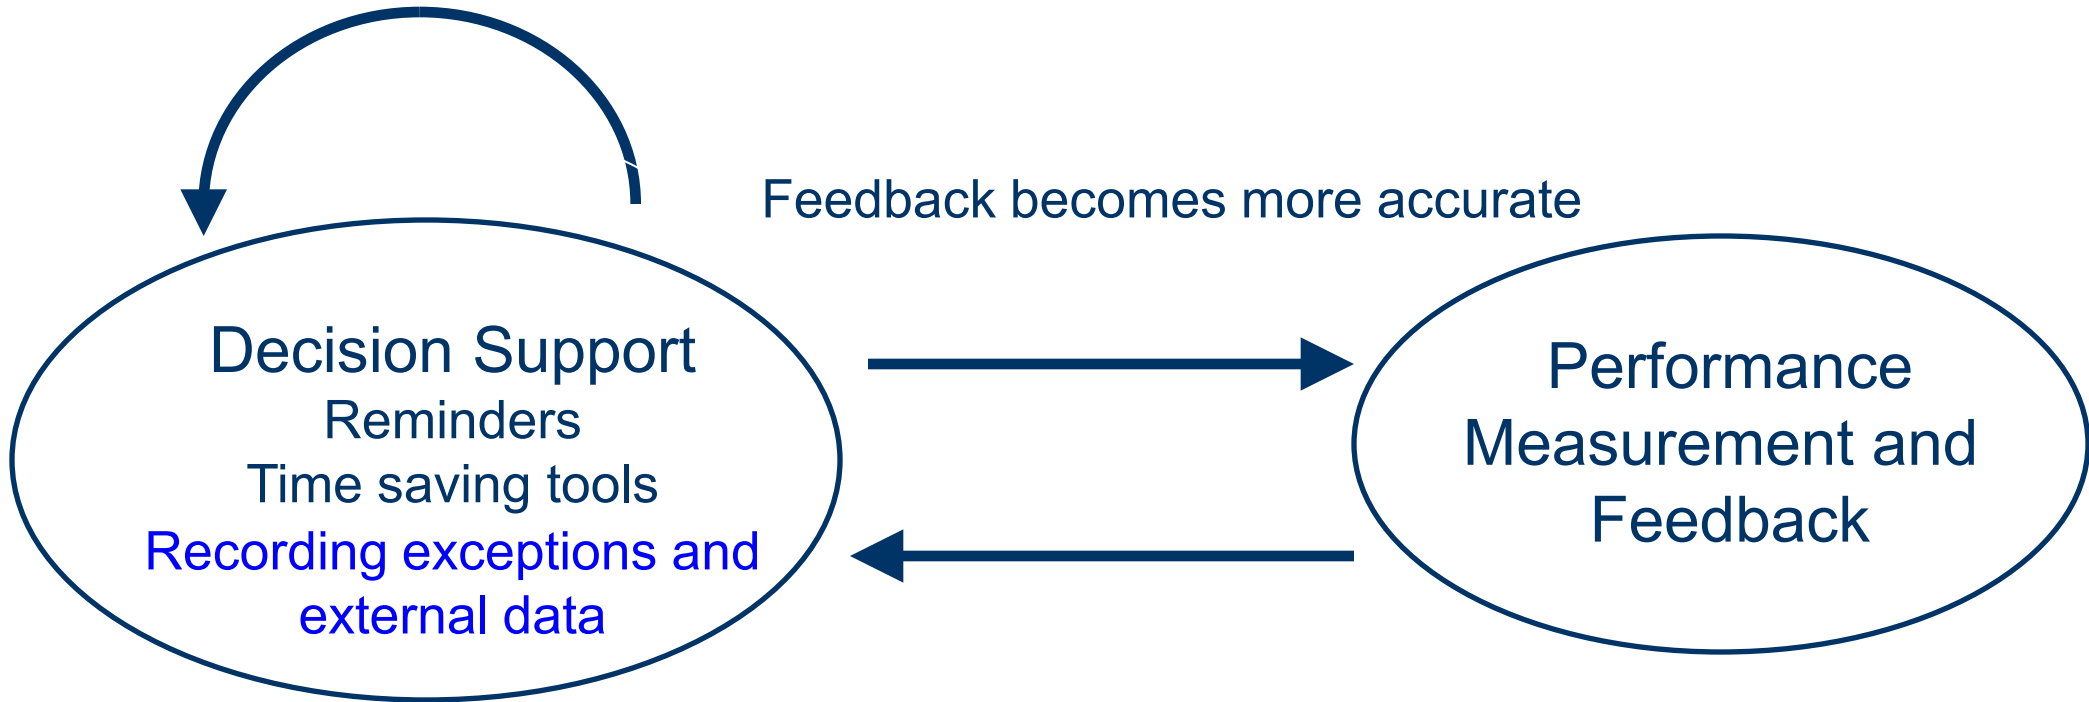 Feedback becomes more accurate
Decision Support
Reminders
Time saving tools
Recording exceptions and
external data
Performance
Measurement and
Feedback